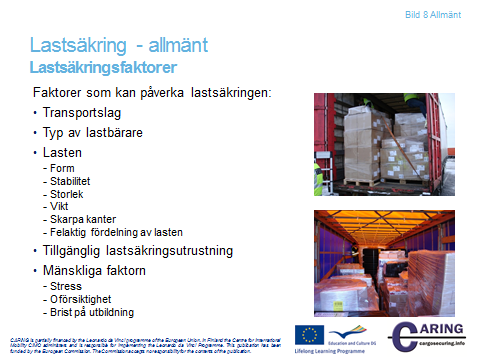 Bild 8 Allmänt
Lastsäkring - allmänt
Lastsäkringsfaktorer
Faktorer som kan påverka lastsäkringen:
• Transportslag
• Typ av lastbärare
• Lasten
- Form
- Stabilitet
- Storlek
- Vikt
- Skarpa kanter
- Felaktig fördelning av lasten
• Tillgänglig lastsäkringsutrustning
• Mänskliga faktorn
- Stress
- Oförsiktighet
- Brist på utbildning
CARING is partially financed by the Leonardo da Vinci programme of the European Union. In Finland the Centre for International
Mobility CIMO administers and is responsible for implementing the Leonardo da Vinci Programme. This publication has been
funded by the European Commission. The Commission accepts no responsibility for the contents of the publication.
Education and Culture DG
Lifelong Learning Programme
CARING
cargosecuring.info